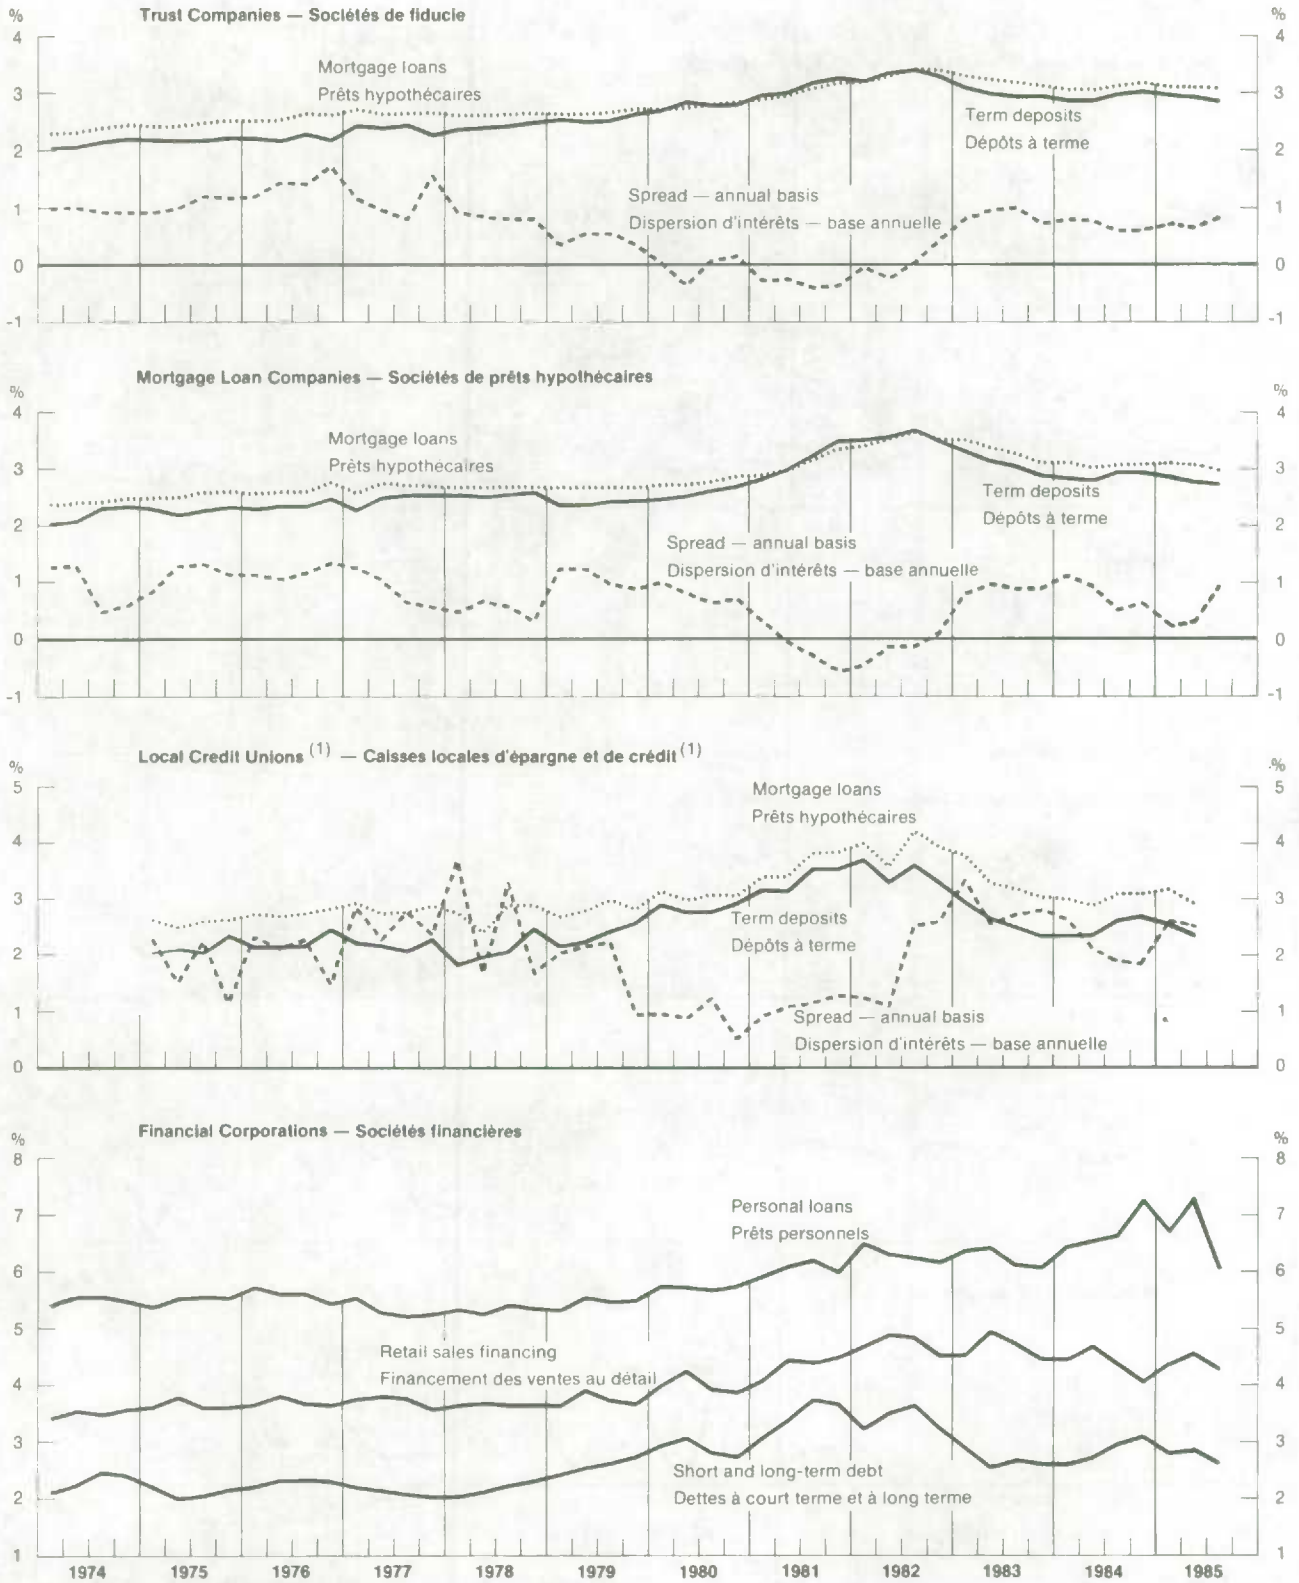 Trust Companies — Sociétés de fiducie
% %
4 4
Mortgage loans
Prêts hypothécaires
3 3
Term deposits
Dépôts à terme
2 2
Spread — annual basis
Dispersion d'intérêts — base annuelle
1 1
0 0
-1 -1
Mortgage Loan Companies — Sociétés de prêts hypothécaires
% %
4 4
Mortgage loans
Prêts hypothécaires
3 3
Term deposits
Dépôts à terme
2 2
Spread — annual basis
Dispersion d'intérêts — base annuelle
1 1
0 0
-1 -1
Local Credit Unions (1) — Caisses locales d'épargne et de crédit (1)
% %
5 5
Mortgage loans
Prêts hypothécaires
4 4
3 3
Term deposits
Dépôts à terme
2 2
1 1
Spread — annual basis
Dispersion d'intérêts — base annuelle
0 0
Financial Corporations — Sociétés financières
% %
8 8
Personal loans
Prêts personnels
7 7
6 6
5 5
Retail sales financing
Financement des ventes au détail
4 4
3 3
Short and long-term debt
Dettes à court terme et à long terme
2 2
1 1
1974 1975 1976 1977 1978 1979 1980 1981 1982 1983 1984 1985